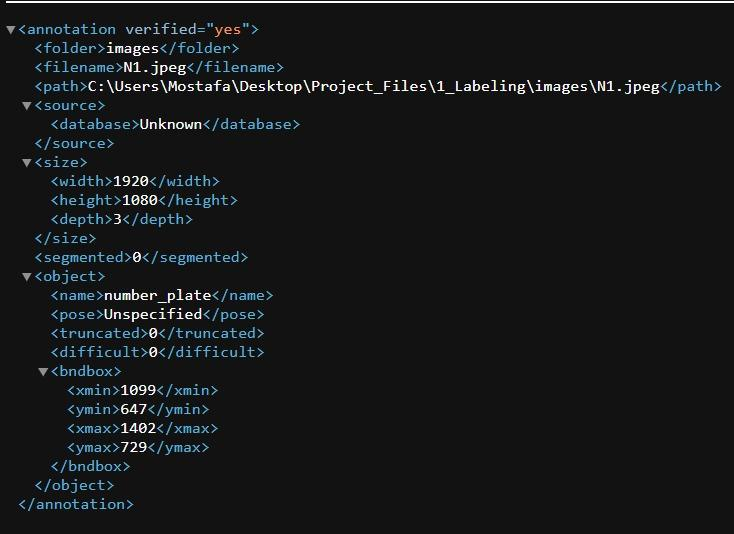 <annotation verified="yes">
<folder>images</folder>
<filename>N1.jpeg</filename>
<path>C:\Users\Mostafa\Desktop\Project_Files\1_Labeling\images\N1.jpeg</path>
<source>
<database>Unknown</database>
</source>
<size>
<width>1920</width>
<height>1080</height>
<depth>3</depth>
</size>
<segmented>0</segmented>
<object>
<name>number_plate</name>
<pose>Unspecified</pose>
<truncated>0</truncated>
<difficult>0</difficult>
<bndbox>
<xmin>1099</xmin>
<ymin>647</ymin>
<xmax>1402</xmax>
<ymax>729</ymax>
</bndbox>
</object>
</annotation>